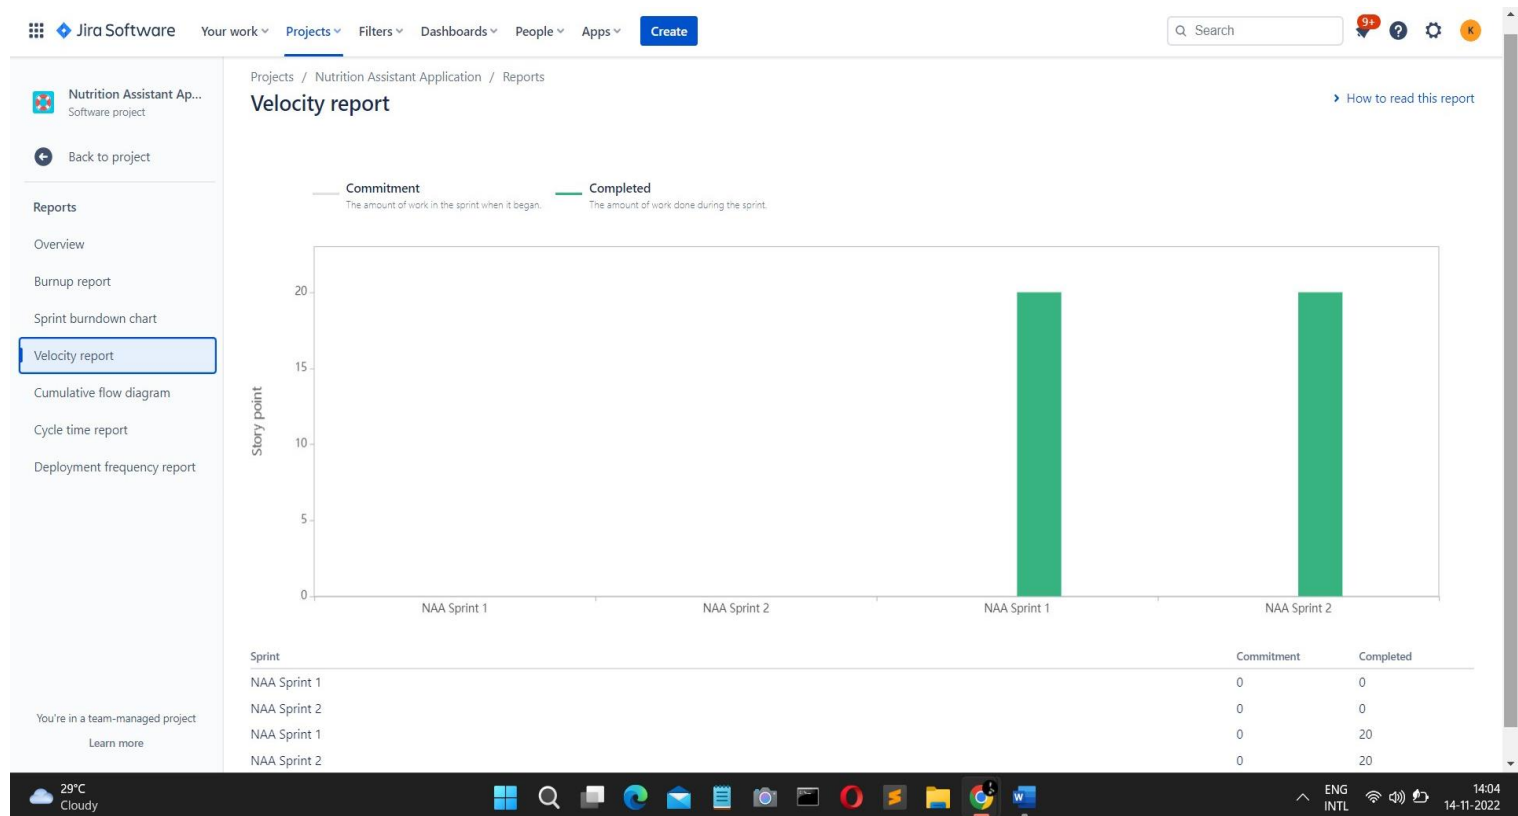 Jira Software Your work Projects Filters Dashboards People Apps Create Search 9+ K
Nutrition Assistant Ap...
Software project
Back to project
Reports
Overview
Burnup report
Sprint burndown chart
Velocity report
Cumulative flow diagram
Cycle time report
Deployment frequency report
You're in a team-managed project
Learn more
Projects / Nutrition Assistant Application / Reports
Velocity report
How to read this report
Commitment
The amount of work in the sprint when it began.
Completed
The amount of work done during the sprint.
Story point
20
15
10
5
0
NAA Sprint 1 NAA Sprint 2 NAA Sprint 1 NAA Sprint 2
Sprint Commitment Completed
NAA Sprint 1 0 0
NAA Sprint 2 0 0
NAA Sprint 1 0 20
NAA Sprint 2 0 20
29°C
Cloudy
ENG
INTL
14:04
14-11-2022